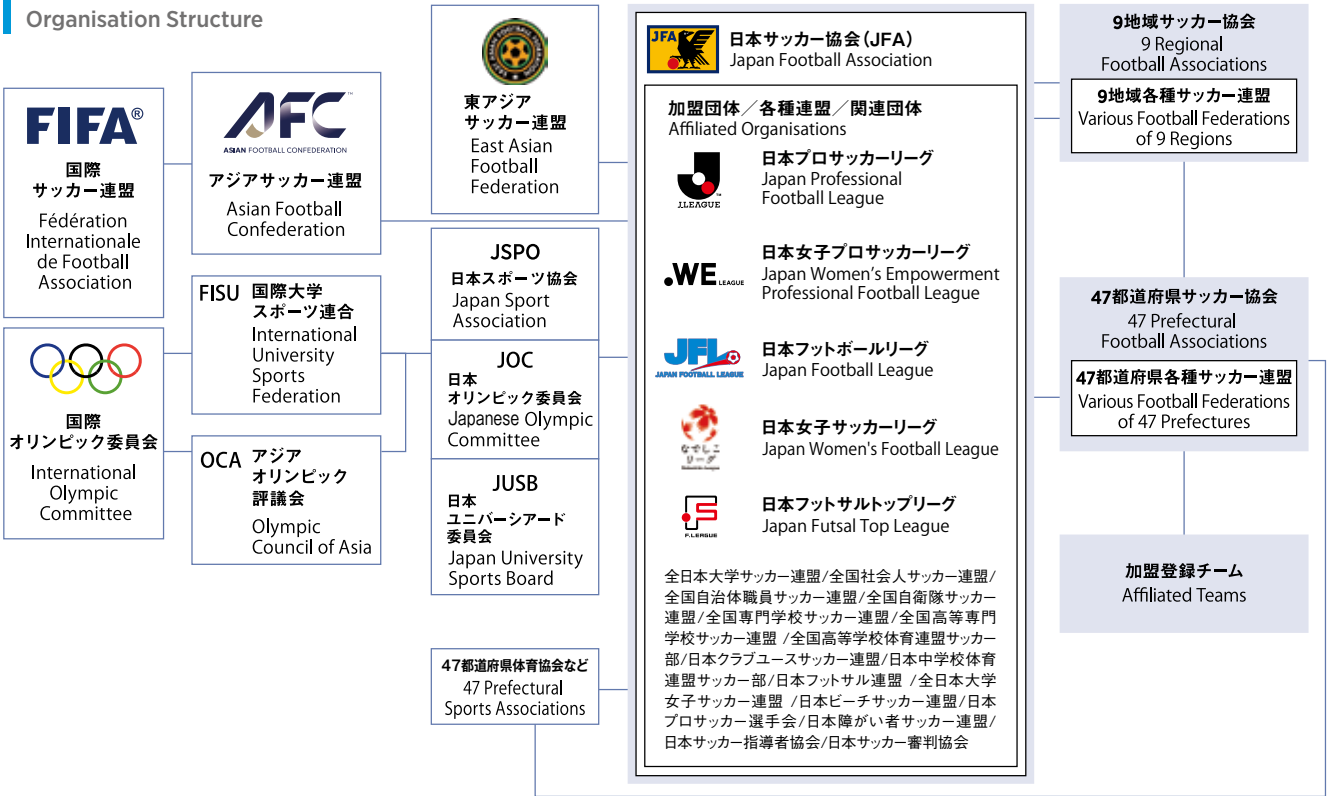 Organisation Structure
FIFA®
国際
サッカー連盟
Fédération
Internationale
de Football
Association
AFC™
ASIAN FOOTBALL CONFEDERATION
アジアサッカー連盟
Asian Football
Confederation
東アジア
サッカー連盟
East Asian
Football
Federation
国際
オリンピック委員会
International
Olympic
Committee
FISU 国際大学
スポーツ連合
International
University
Sports
Federation
OCA アジア
オリンピック
評議会
Olympic
Council of Asia
JSPO
日本スポーツ協会
Japan Sport
Association
JOC
日本
オリンピック委員会
Japanese Olympic
Committee
JUSB
日本
ユニバーシアード
委員会
Japan University
Sports Board
47都道府県体育協会など
47 Prefectural
Sports Associations
JFA
日本サッカー協会(JFA)
Japan Football Association
加盟団体/各種連盟/関連団体
Affiliated Organisations
J.LEAGUE
日本プロサッカーリーグ
Japan Professional
Football League
.WE LEAGUE
日本女子プロサッカーリーグ
Japan Women's Empowerment
Professional Football League
JFL
JAPAN FOOTBALL LEAGUE
日本フットボールリーグ
Japan Football League
なでしこ
リーグ
日本女子サッカーリーグ
Japan Women's Football League
F.LEAGUE
日本フットサルトップリーグ
Japan Futsal Top League
全日本大学サッカー連盟/全国社会人サッカー連盟/
全国自治体職員サッカー連盟/全国自衛隊サッカー
連盟/全国専門学校サッカー連盟/全国高等専門
学校サッカー連盟 /全国高等学校体育連盟サッカー
部/日本クラブユースサッカー連盟/日本中学校体育
連盟サッカー部/日本フットサル連盟 /全日本大学
女子サッカー連盟 /日本ビーチサッカー連盟/日本
プロサッカー選手会/日本障がい者サッカー連盟/
日本サッカー指導者協会/日本サッカー審判協会
9地域サッカー協会
9 Regional
Football Associations
9地域各種サッカー連盟
Various Football Federations
of 9 Regions
47都道府県サッカー協会
47 Prefectural
Football Associations
47都道府県各種サッカー連盟
Various Football Federations
of 47 Prefectures
加盟登録チーム
Affiliated Teams